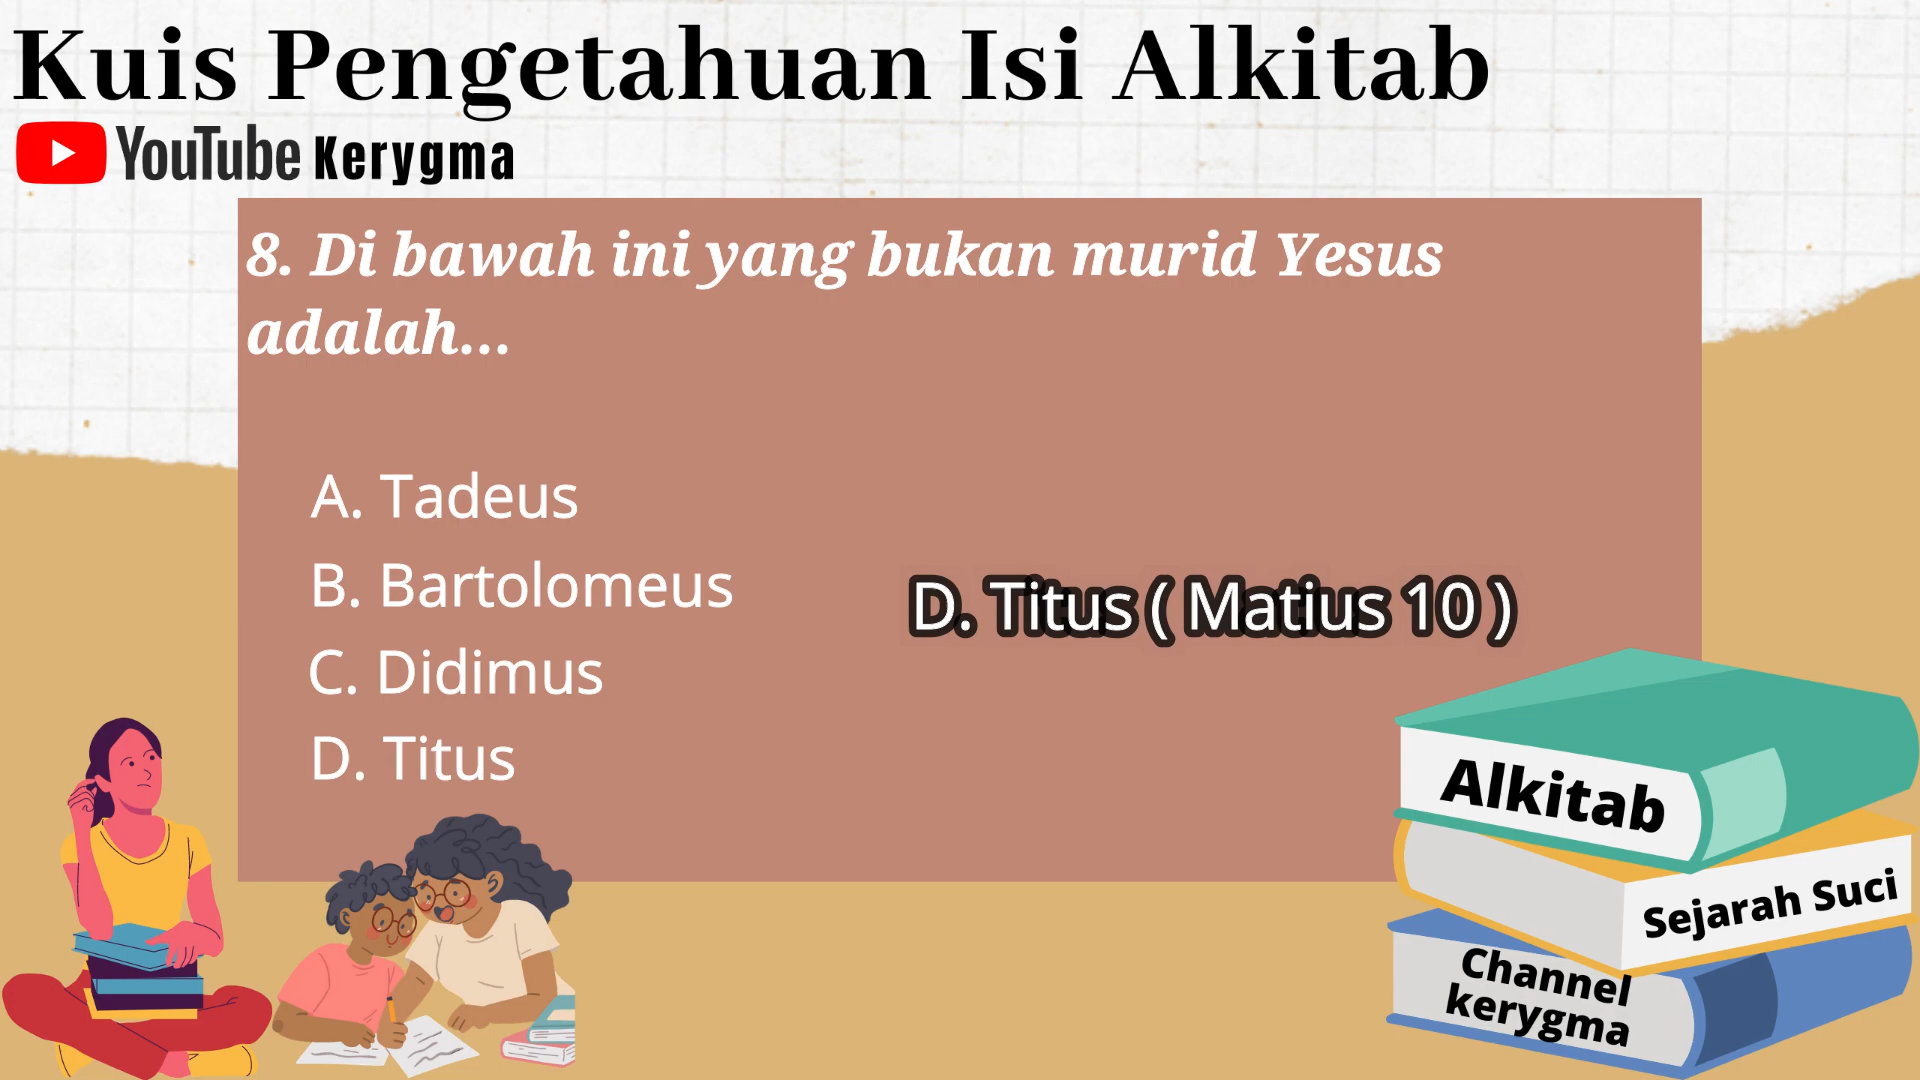 Kuis Pengetahuan Isi Alkitab
YouTube Kerygma
8. Di bawah ini yang bukan murid Yesus
adalah...
A. Tadeus
B. Bartolomeus
C. Didimus
D. Titus
D. Titus ( Matius 10 )
Alkitab
Sejarah Suci
Channel
kerygma